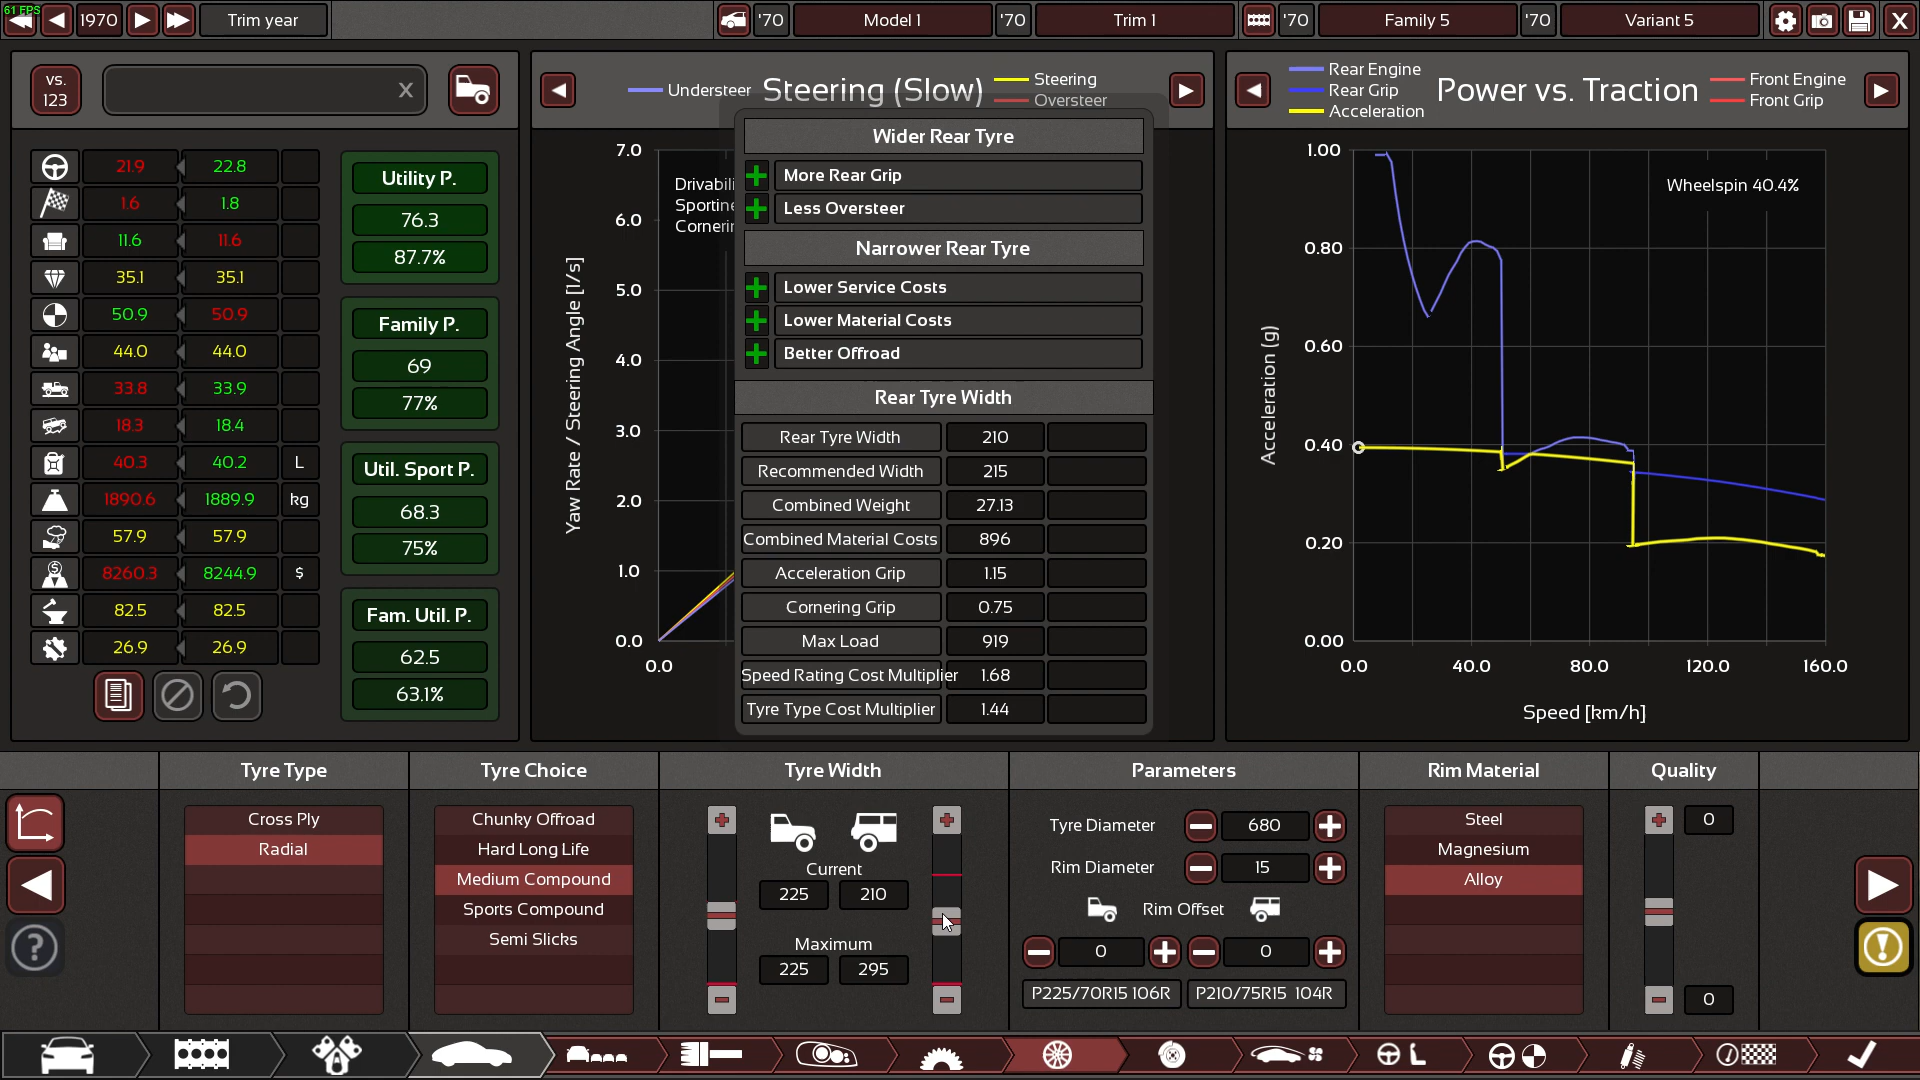 61 FPS
1970
Trim year
'70
Model 1
'70
Trim 1
'70
Family 5
'70
Variant 5
X
vs.
123
x
21.9 22.8
1.6 1.8
11.6 11.6
35.1 35.1
50.9 50.9
44.0 44.0
33.8 33.9
18.3 18.4
40.3 40.2 L
1890.6 1889.9 kg
57.9 57.9
8260.3 8244.9 $
82.5 82.5
26.9 26.9
Utility P.
76.3
87.7%
Family P.
69
77%
Util. Sport P.
68.3
75%
Fam. Util. P.
62.5
63.1%
Understeer
Steering (Slow)
Steering
Oversteer
Yaw Rate / Steering Angle [1/s]
7.0
6.0
5.0
4.0
3.0
2.0
1.0
0.0
0.0
Wider Rear Tyre
More Rear Grip
Less Oversteer
Narrower Rear Tyre
Lower Service Costs
Lower Material Costs
Better Offroad
Rear Tyre Width
Rear Tyre Width 210
Recommended Width 215
Combined Weight 27.13
Combined Material Costs 896
Acceleration Grip 1.15
Cornering Grip 0.75
Max Load 919
Speed Rating Cost Multiplier 1.68
Tyre Type Cost Multiplier 1.44
Rear Engine
Rear Grip
Acceleration
Power vs. Traction
Front Engine
Front Grip
Wheelspin 40.4%
Acceleration (g)
1.00
0.80
0.60
0.40
0.20
0.00
0.0 40.0 80.0 120.0 160.0
Speed [km/h]
Tyre Type
Cross Ply
Radial
Tyre Choice
Chunky Offroad
Hard Long Life
Medium Compound
Sports Compound
Semi Slicks
Tyre Width
Current
225 210
Maximum
225 295
Parameters
Tyre Diameter 680
Rim Diameter 15
Rim Offset
0 0
P225/70R15 106R P210/75R15 104R
Rim Material
Steel
Magnesium
Alloy
Quality
0
0
?